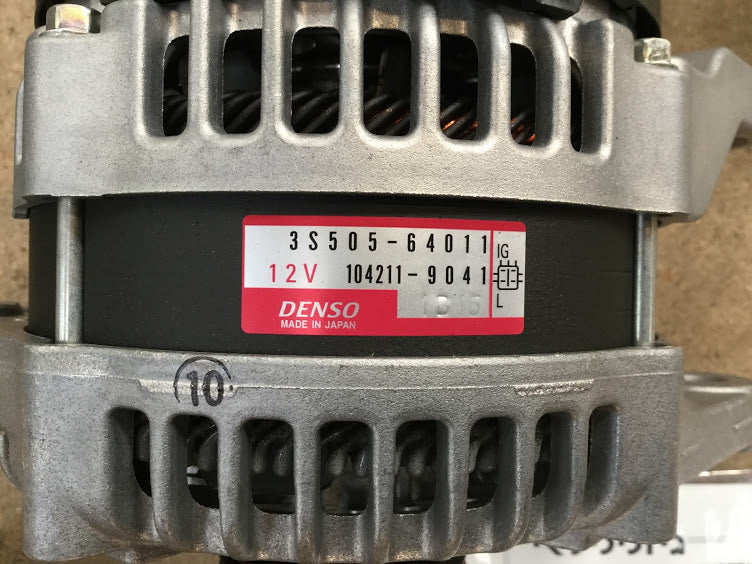 3S505-64011
12V 104211-9041
IG
L
DENSO
MADE IN JAPAN
10